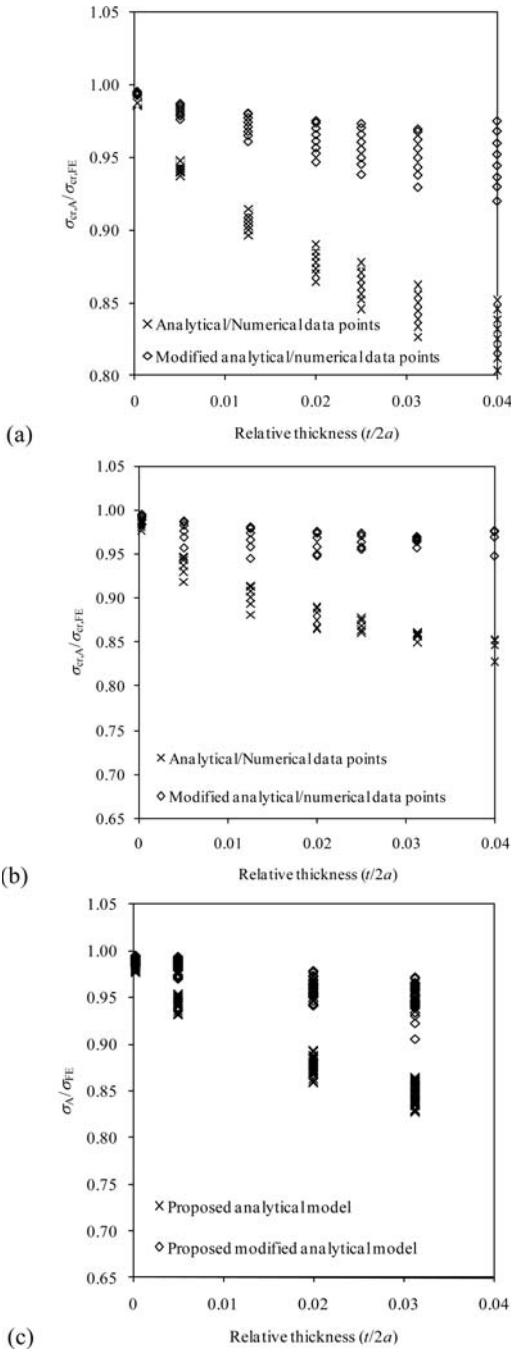 1.05
1.00
0.95
0.90
0.85
0.80
σcr,A/σcr,FE
× Analytical/Numerical data points
◇ Modified analytical/numerical data points
0 0.01 0.02 0.03 0.04
Relative thickness (t/2a)
(a)
1.05
1.00
0.95
0.90
0.85
0.80
0.75
0.70
0.65
σcr,A/σcr,FE
× Analytical/Numerical data points
◇ Modified analytical/numerical data points
0 0.01 0.02 0.03 0.04
Relative thickness (t/2a)
(b)
1.05
1.00
0.95
0.90
0.85
0.80
0.75
0.70
0.65
σA/σFE
× Proposed analytical model
◇ Proposed modified analytical model
0 0.01 0.02 0.03 0.04
Relative thickness (t/2a)
(c)